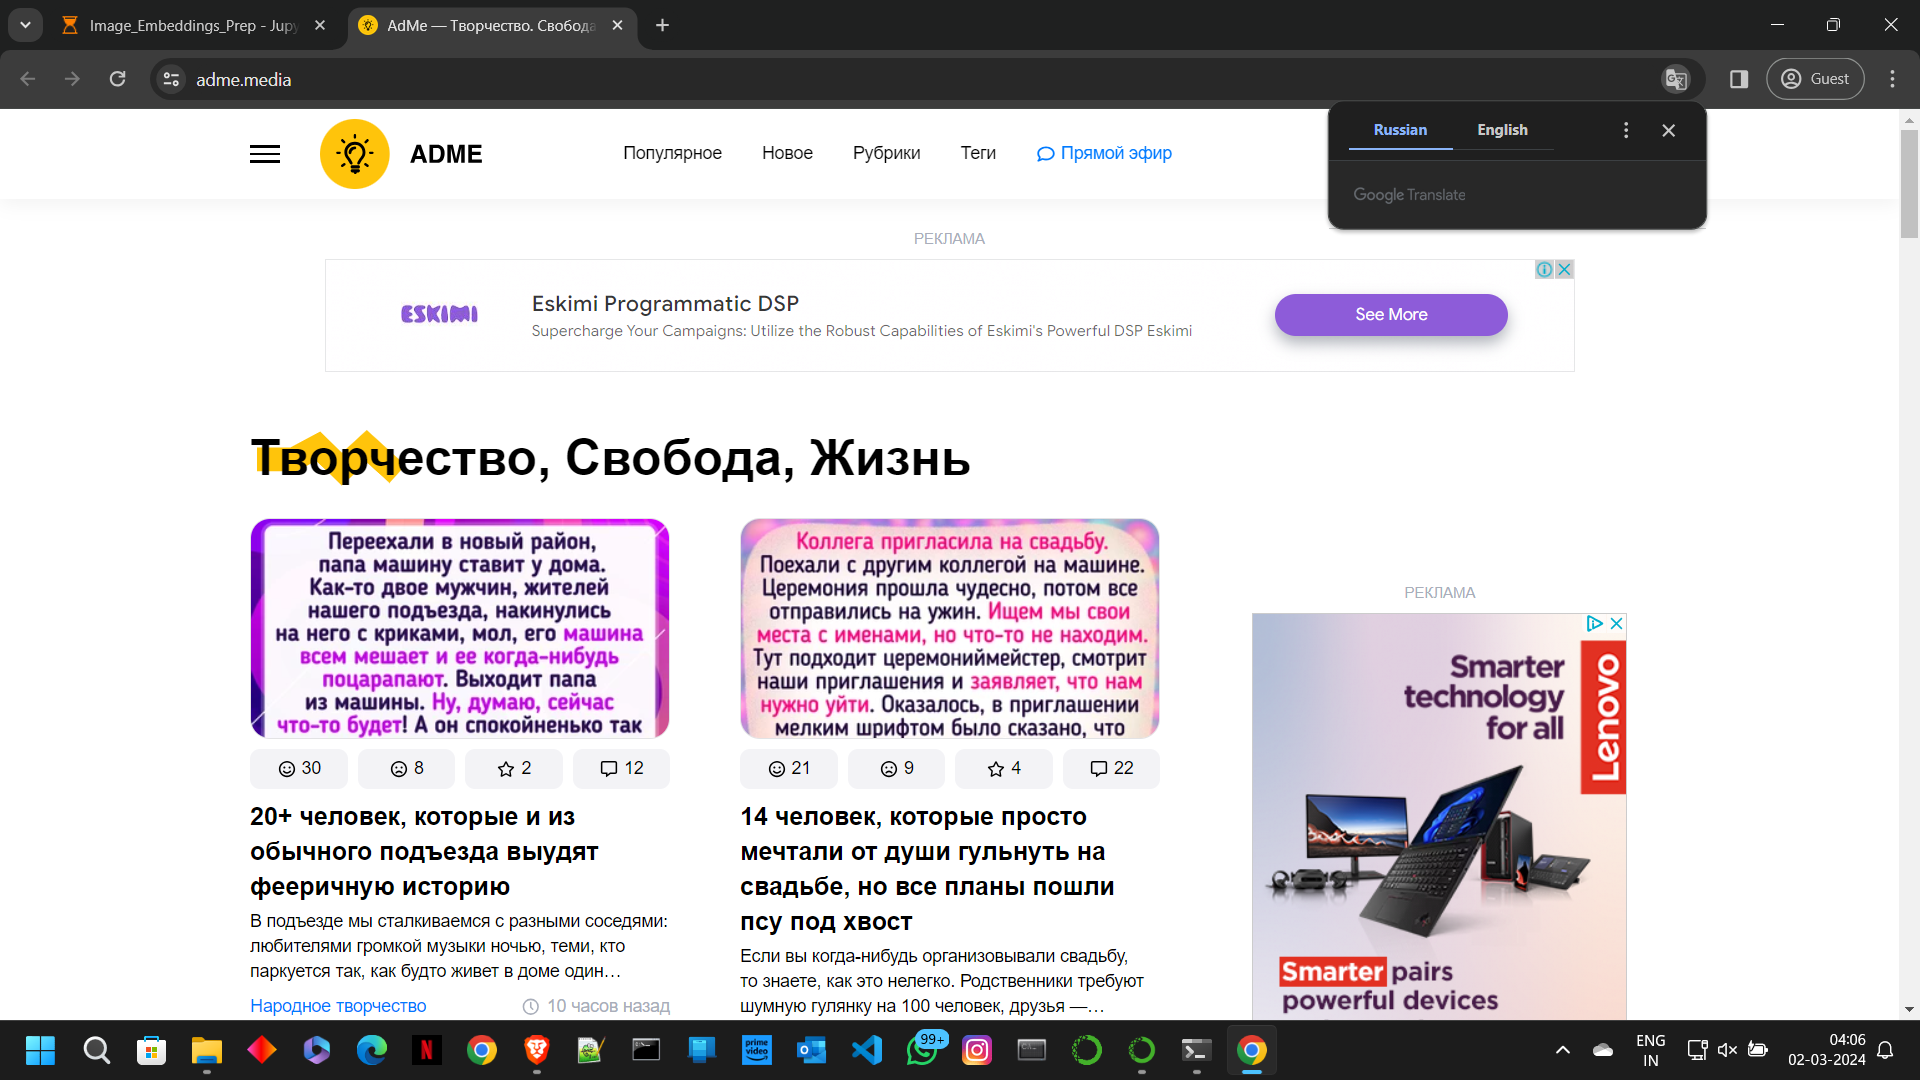 Image_Embeddings_Prep - Jupy
AdMe — Творчество. Свобода
adme.media
Guest
Russian
English
Google Translate
ADME
Популярное
Новое
Рубрики
Теги
Прямой эфир
РЕКЛАМА
ESKIMI
Eskimi Programmatic DSP
Supercharge Your Campaigns: Utilize the Robust Capabilities of Eskimi's Powerful DSP Eskimi
See More
Творчество, Свобода, Жизнь
Переехали в новый район,
папа машину ставит у дома.
Как-то двое мужчин, жителей
нашего подъезда, накинулись
на него с криками, мол, его машина
всем мешает и ее когда-нибудь
поцарапают. Выходит папа
из машины. Ну, думаю, сейчас
что-то будет! А он спокойненько так
30
8
2
12
20+ человек, которые и из
обычного подъезда выудят
фееричную историю
В подъезде мы сталкиваемся с разными соседями:
любителями громкой музыки ночью, теми, кто
паркуется так, как будто живет в доме один…
Народное творчество
10 часов назад
Коллега пригласила на свадьбу.
Поехали с другим коллегой на машине.
Церемония прошла чудесно, потом все
отправились на ужин. Ищем мы свои
места с именами, но что-то не находим.
Тут подходит церемониймейстер, смотрит
наши приглашения и заявляет, что нам
нужно уйти. Оказалось, в приглашении
мелким шрифтом было сказано, что
21
9
4
22
14 человек, которые просто
мечтали от души гульнуть на
свадьбе, но все планы пошли
псу под хвост
Если вы когда-нибудь организовывали свадьбу,
то знаете, как это нелегко. Родственники требуют
шумную гулянку на 100 человек, друзья —…
РЕКЛАМА
Smarter
technology
for all
Lenovo
Smarter pairs
powerful devices
prime
video
99+
ENG
IN
04:06
02-03-2024